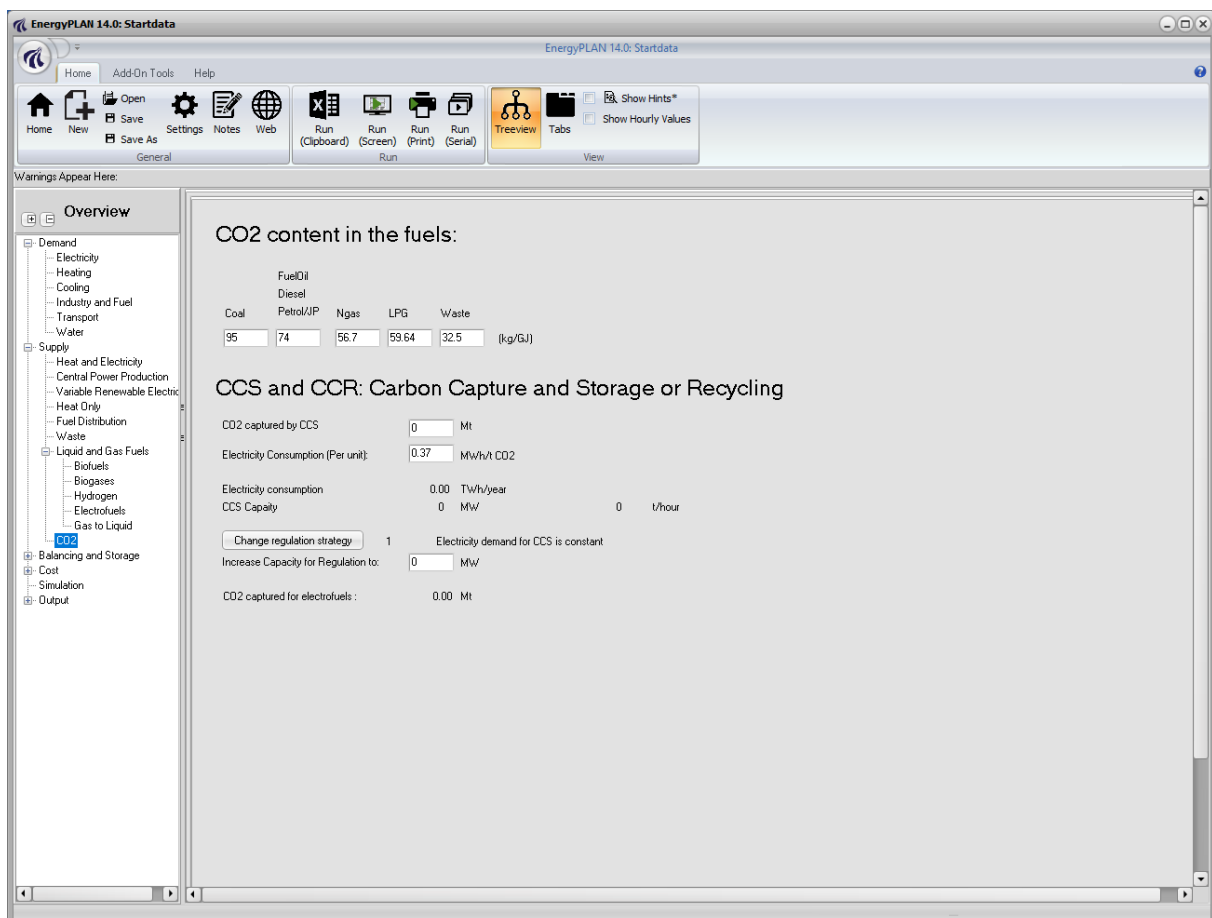 EnergyPLAN 14.0: Startdata
EnergyPLAN 14.0: Startdata
Home Add-On Tools Help
Home
New
Open
Save
Save As
Settings
Notes
Web
General
Run (Clipboard)
Run (Screen)
Run (Print)
Run (Serial)
Run
Treeview
Tabs
Show Hints*
Show Hourly Values
View
Warnings Appear Here:
Overview
Demand
Electricity
Heating
Cooling
Industry and Fuel
Transport
Water
Supply
Heat and Electricity
Central Power Production
Variable Renewable Electric
Heat Only
Fuel Distribution
Waste
Liquid and Gas Fuels
Biofuels
Biogases
Hydrogen
Electrofuels
Gas to Liquid
CO2
Balancing and Storage
Cost
Simulation
Output
CO2 content in the fuels:
FuelOil
Diesel
Coal Petrol/JP Ngas LPG Waste
95 74 56.7 59.64 32.5 (kg/GJ)
CCS and CCR: Carbon Capture and Storage or Recycling
CO2 captured by CCS 0 Mt
Electricity Consumption (Per unit): 0.37 MWh/t CO2
Electricity consumption 0.00 TWh/year
CCS Capaity 0 MW 0 t/hour
Change regulation strategy 1 Electricity demand for CCS is constant
Increase Capacity for Regulation to: 0 MW
CO2 captured for electrofuels : 0.00 Mt